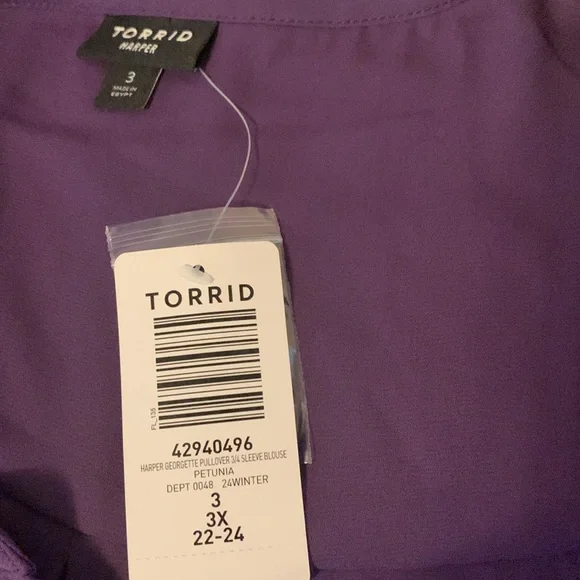 TORRID
HARPER
3
MADE IN
EGYPT
TORRID
FL_135
42940496
HARPER GEORGETTE PULLOVER 3/4 SLEEVE BLOUSE
PETUNIA
DEPT 0048 24WINTER
3
3X
22-24